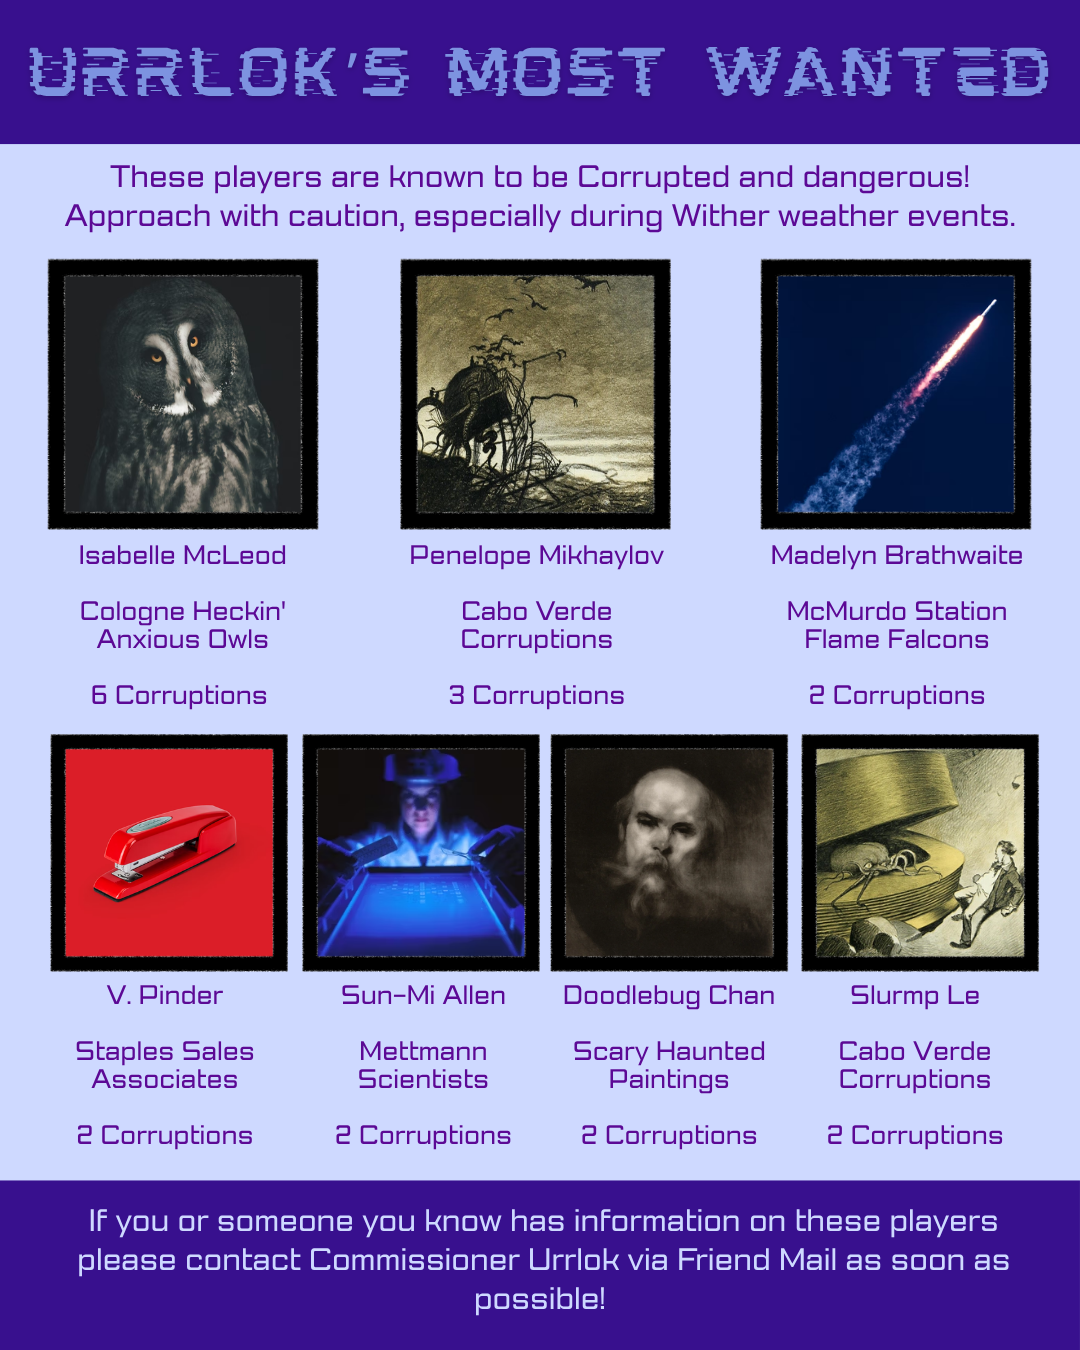 URRLOK'S MOST WANTED
These players are known to be Corrupted and dangerous!
Approach with caution, especially during Wither weather events.
Isabelle McLeod
Cologne Heckin'
Anxious Owls
6 Corruptions
Penelope Mikhaylov
Cabo Verde
Corruptions
3 Corruptions
Madelyn Brathwaite
McMurdo Station
Flame Falcons
2 Corruptions
V. Pinder
Staples Sales
Associates
2 Corruptions
Sun-Mi Allen
Mettmann
Scientists
2 Corruptions
Doodlebug Chan
Scary Haunted
Paintings
2 Corruptions
Slurmp Le
Cabo Verde
Corruptions
2 Corruptions
If you or someone you know has information on these players
please contact Commissioner Urrlok via Friend Mail as soon as
possible!